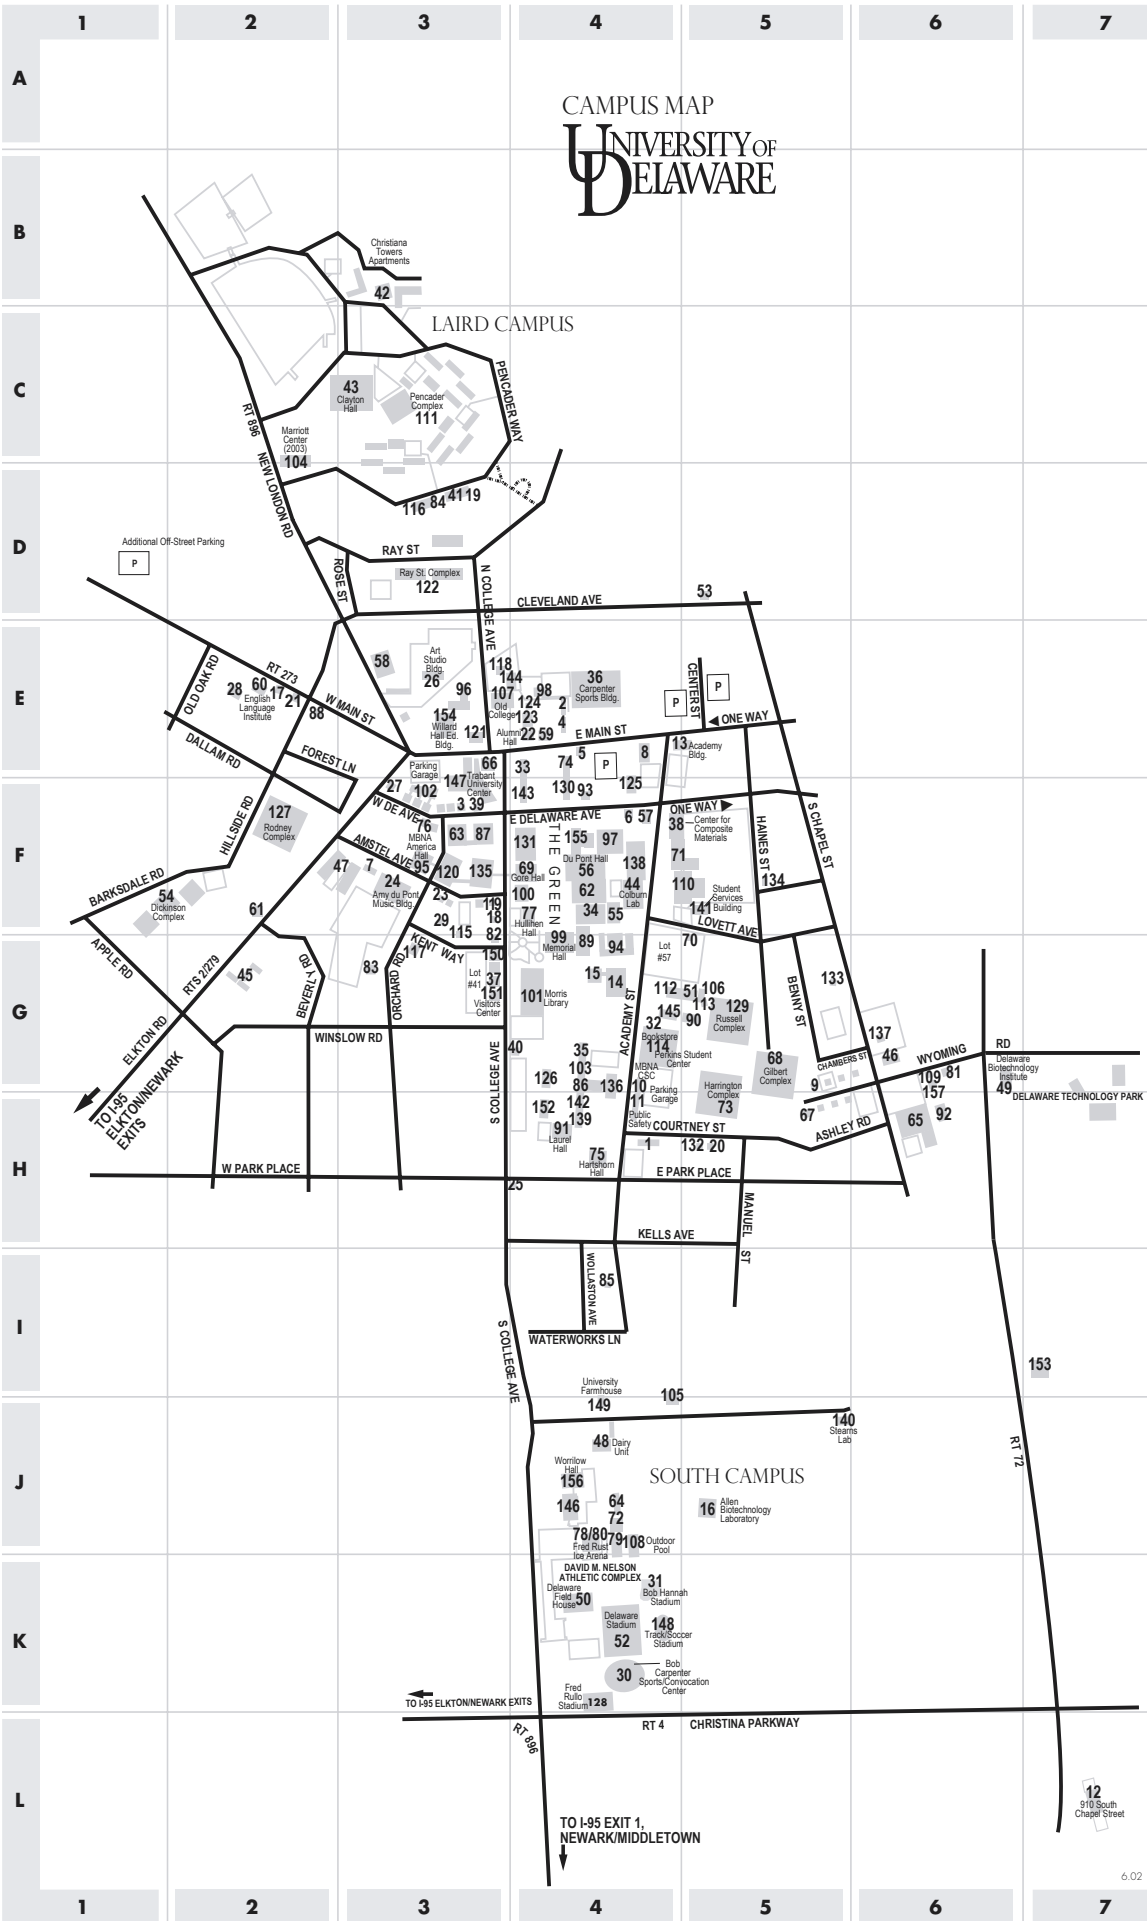 1 2 3 4 5 6 7
A
CAMPUS MAP
UNIVERSITY OF
DELAWARE
B
Christiana
Towers
Apartments
42
LAIRD CAMPUS
C
43
Clayton
Hall
Pencader
Complex
111
PENCADER WAY
RT 896
Marriott
Center
(2003)
104
NEW LONDON RD
116 84 41 19
D
Additional Off-Street Parking
P
RAY ST
ROSE ST
Ray St. Complex
122
N COLLEGE AVE
CLEVELAND AVE
53
E
OLD OAK RD
RT 273
28 60 17 21
English
Language
Institute
88
W MAIN ST
DALLAM RD
FOREST LN
58
Art
Studio
Bldg.
26
96
154
Willard
Hall Ed.
Bldg.
121
118
144
107
Old
College
98
124 2
123 4
Alumni
Hall
22 59
36
Carpenter
Sports Bldg.
E MAIN ST
CENTER ST
P
P
ONE WAY
13 Academy
Bldg.
66
33
74 5
P
8
Parking
Garage
147 Trabant
University
Center
27
102
3 39
143
130 93
125
F
HILLSIDE RD
127
Rodney
Complex
W DE AVE
E DELAWARE AVE
6 57
ONE WAY
38 Center for
Composite
Materials
HAINES ST
S CHAPEL ST
76
MBNA
America
Hall
63 87
131
THE GREEN
155 97
Du Pont Hall
56
138
71
AMSTEL AVE
95
47 7
24
Amy du Pont
Music Bldg.
120 135
69
Gore Hall
62
44
Coburn
Lab
110
134
BARKSDALE RD
54
Dickinson
Complex
23
119
100
Student
Services
Building
141
61
18
77
Hullihen
Hall
34 55
LOVETT AVE
29
115
82
117
KENT WAY
99
Memorial
Hall
89 94
Lot
#57
70
APPLE RD
RTS 2/279
45
BEVERLY RD
83
ORCHARD RD
150
Lot
#41
37
151
Visitors
Center
G
101 Morris
Library
15
14
ACADEMY ST
112 51 106
113 129
145
90
Russell
Complex
BENNY ST
133
ELKTON RD
WINSLOW RD
40
35
32
Bookstore
114
Perkins Student
Center
137
46
WYOMING RD
103
126
86 136
MBNA
CSC
10
Parking
Garage
68
Gilbert
Complex
CHAMBERS ST
9
109 81
157
Delaware
Biotechnology
Institute
49
DELAWARE TECHNOLOGY PARK
TO I-95
ELKTON/NEWARK
EXITS
S COLLEGE AVE
H
152
142
139
11
Public
Safety
Harrington
Complex
73
67
65 92
91
Laurel
Hall
COURTNEY ST
ASHLEY RD
75
Hartshorn
Hall
1
132 20
W PARK PLACE
E PARK PLACE
25
MANUEL ST
KELLS AVE
I
WOLLASTON AVE
85
S COLLEGE AVE
WATERWORKS LN
153
University
Farmhouse
149
105
140
Stearns
Lab
J
48 Dairy
Unit
RT 72
Worrilow
Hall
156
SOUTH CAMPUS
146
64
72
16 Allen
Biotechnology
Laboratory
78/80 79 108 Outdoor
Pool
Fred Rust
Ice Arena
K
DAVID M. NELSON
ATHLETIC COMPLEX
31
Bob Hannah
Stadium
Delaware
Field
House 50
Delaware
Stadium
52
148
Track/Soccer
Stadium
30
Bob
Carpenter
Sports/Convocation
Center
Fred
Rullo
Stadium 128
TO I-95 ELKTON/NEWARK EXITS
RT 4 CHRISTINA PARKWAY
RT 896
L
12
910 South
Chapel Street
TO I-95 EXIT 1,
NEWARK/MIDDLETOWN
6.02
1 2 3 4 5 6 7